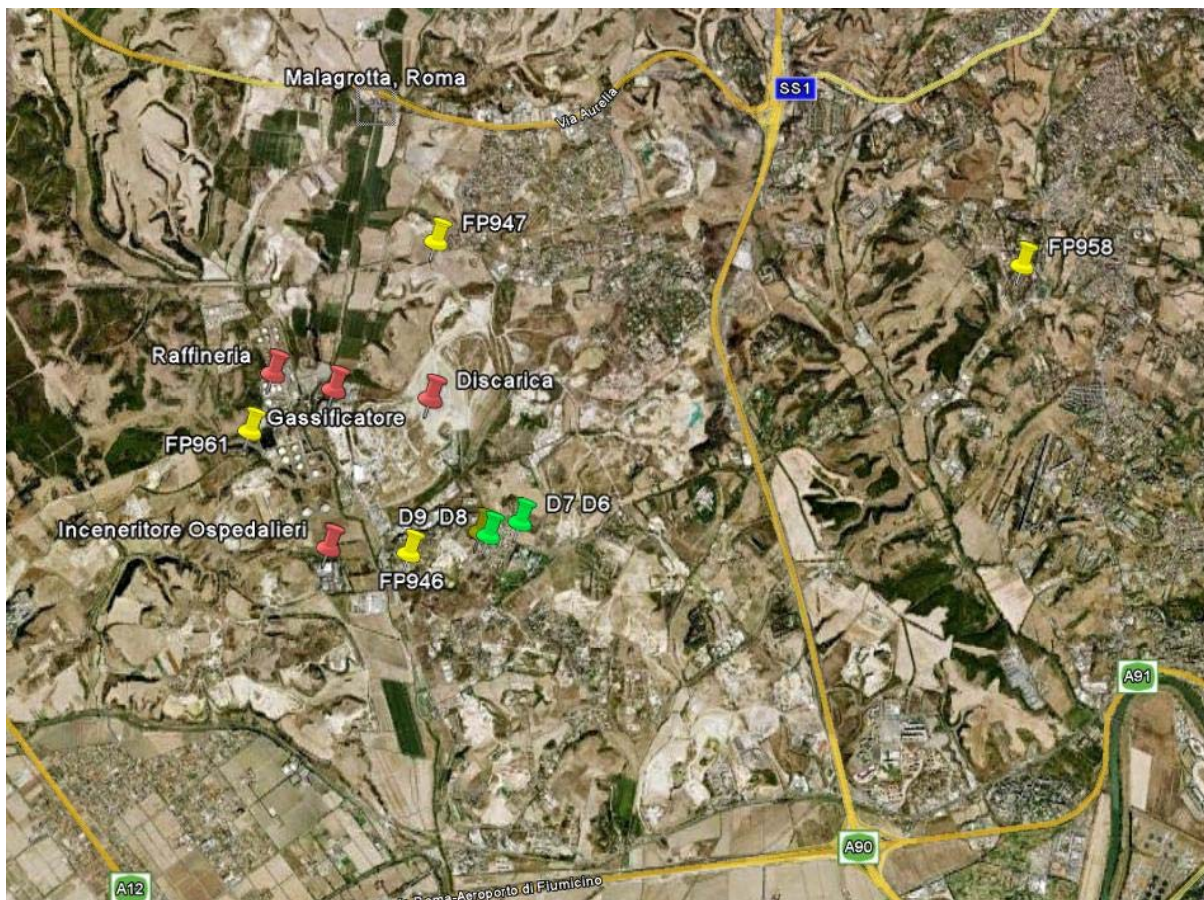 Malagrotta, Roma
SS1
Via Aurelia
FP947
FP958
Raffineria
Discarica
Gassificatore
FP961
D7 D6
D9 D8
Inceneritore Ospedalieri
FP946
A91
A90
Roma-Aeroporto di Fiumicino
A12